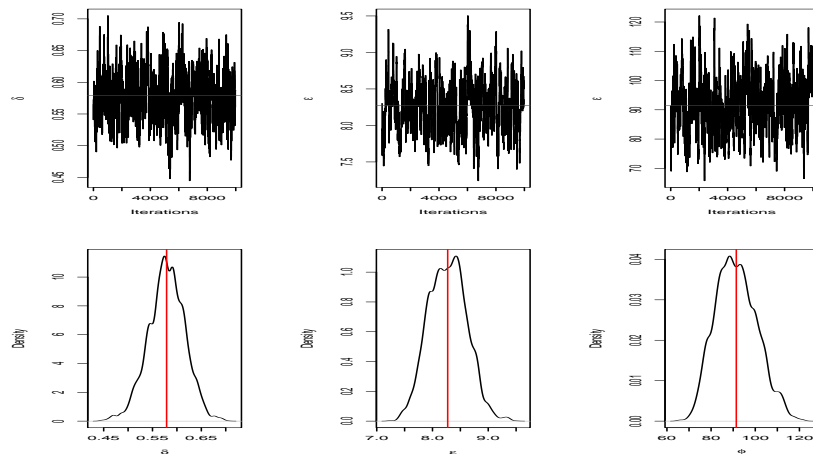 δ
0.45 0.50 0.55 0.60 0.65 0.70
0 4000 8000
Iterations
ε
7.5 8.0 8.5 9.0 9.5
0 4000 8000
Iterations
ε
70 80 90 100 110 120
0 4000 8000
Iterations
Density
0 2 4 6 8 10
0.45 0.55 0.65
δ
Density
0.0 0.2 0.4 0.6 0.8 1.0
7.0 8.0 9.0
ε
Density
0.00 0.01 0.02 0.03 0.04
60 80 100 120
ϕ